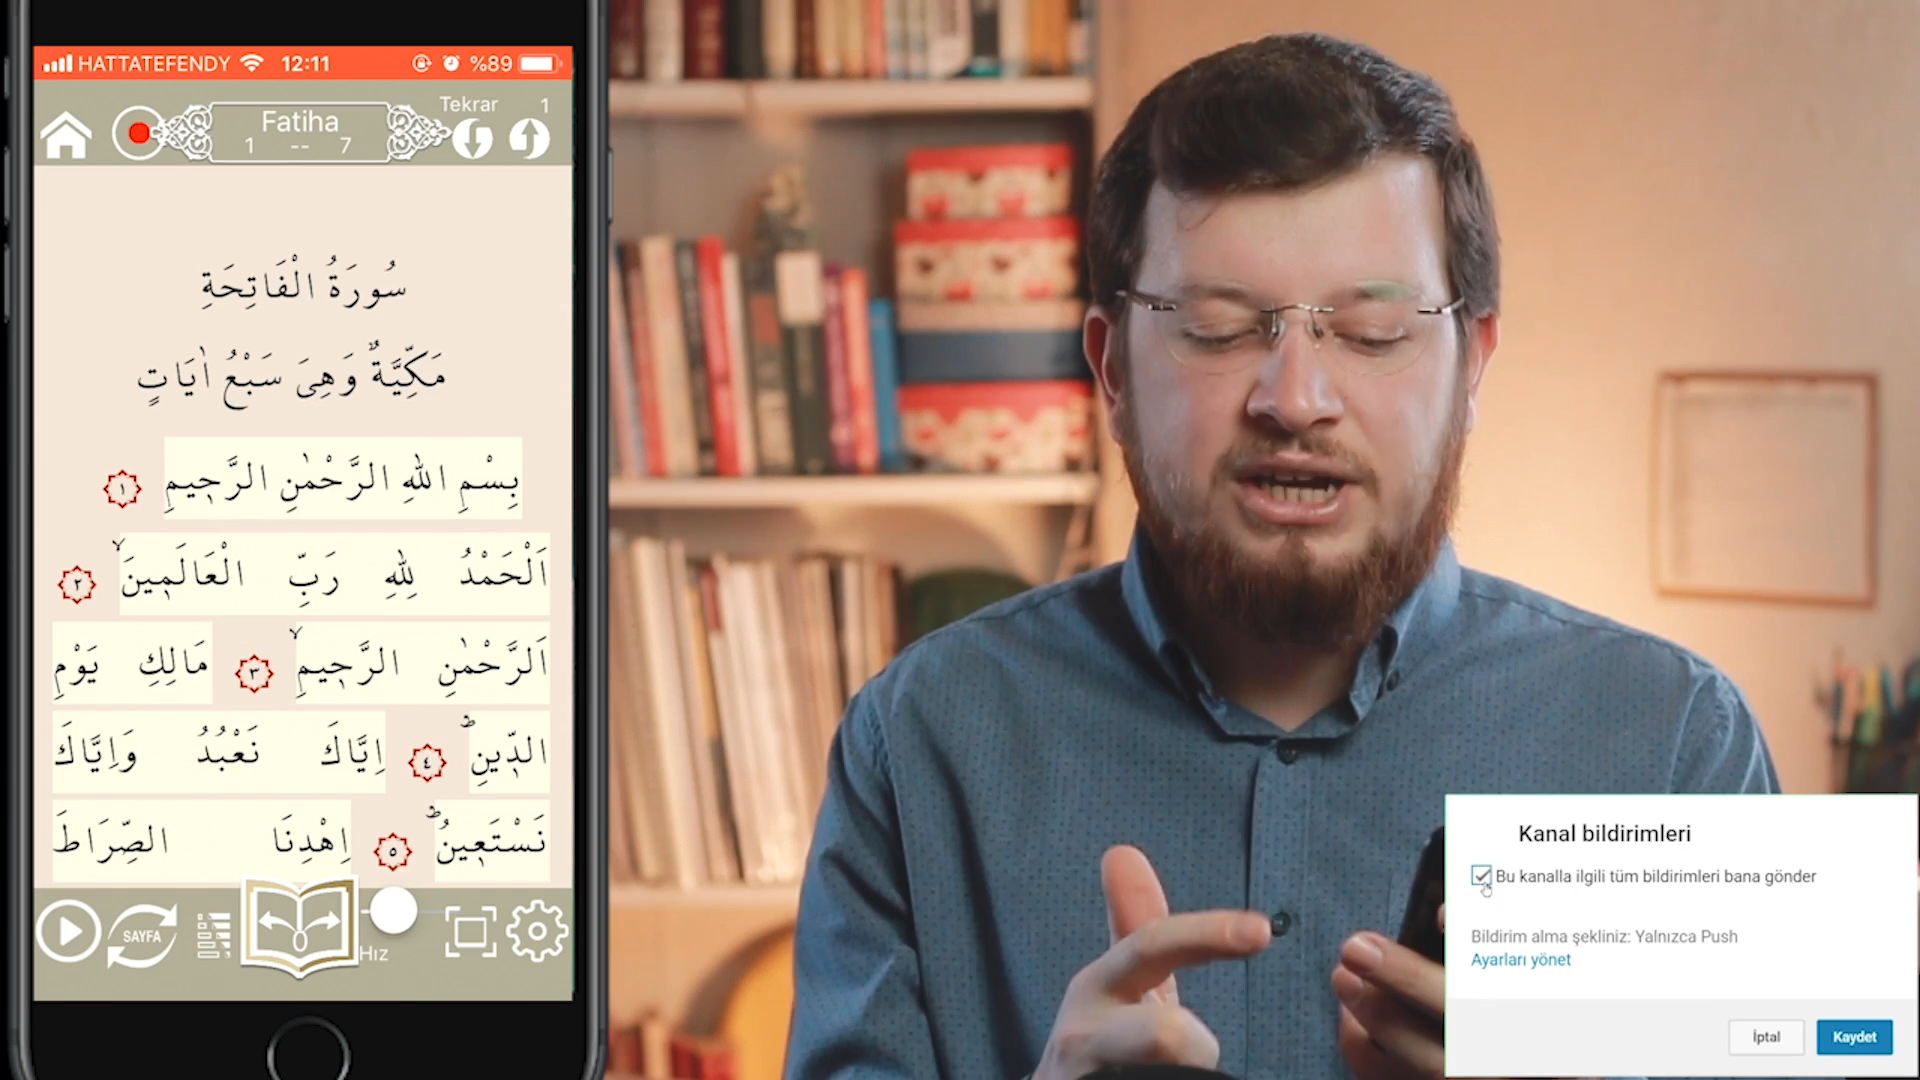 HATTATEFENDY 12:11 %89
Tekrar 1
Fatiha
1 -- 7
سُورَةُ الْفَاتِحَةِ
مَكِّيَّةٌ وَهِىَ سَبْعُ اٰيَاتٍ
بِسْمِ اللّٰهِ الرَّحْمٰنِ الرَّحٖيمِ ١
اَلْحَمْدُ لِلّٰهِ رَبِّ الْعَالَمٖينَ ٢
اَلرَّحْمٰنِ الرَّحٖيمِ ٣ مَالِكِ يَوْمِ
الدّٖينِ ٤ اِيَّاكَ نَعْبُدُ وَاِيَّاكَ
نَسْتَعٖينُ ٥ اِهْدِنَا الصِّرَاطَ
SAYFA
0
Hız
Kanal bildirimleri
Bu kanalla ilgili tüm bildirimleri bana gönder
Bildirim alma şekliniz: Yalnızca Push
Ayarları yönet
İptal Kaydet